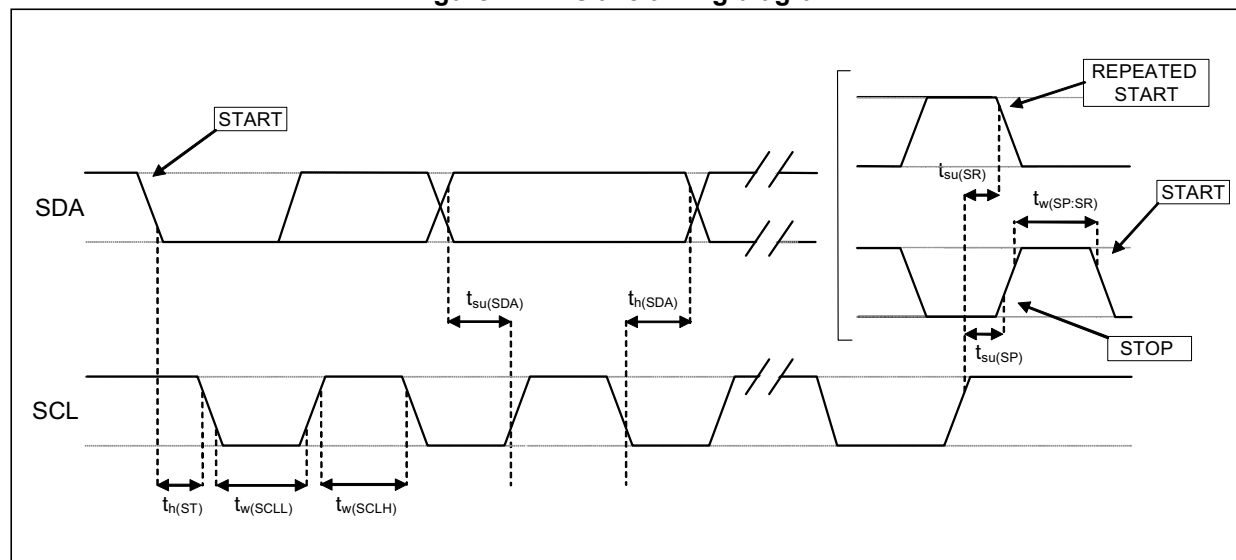 REPEATED
START
START
t_su(SR)
START
SDA
t_w(SP:SR)
t_su(SDA)
t_h(SDA)
t_su(SP)
STOP
SCL
t_h(ST)
t_w(SCLL)
t_w(SCLH)